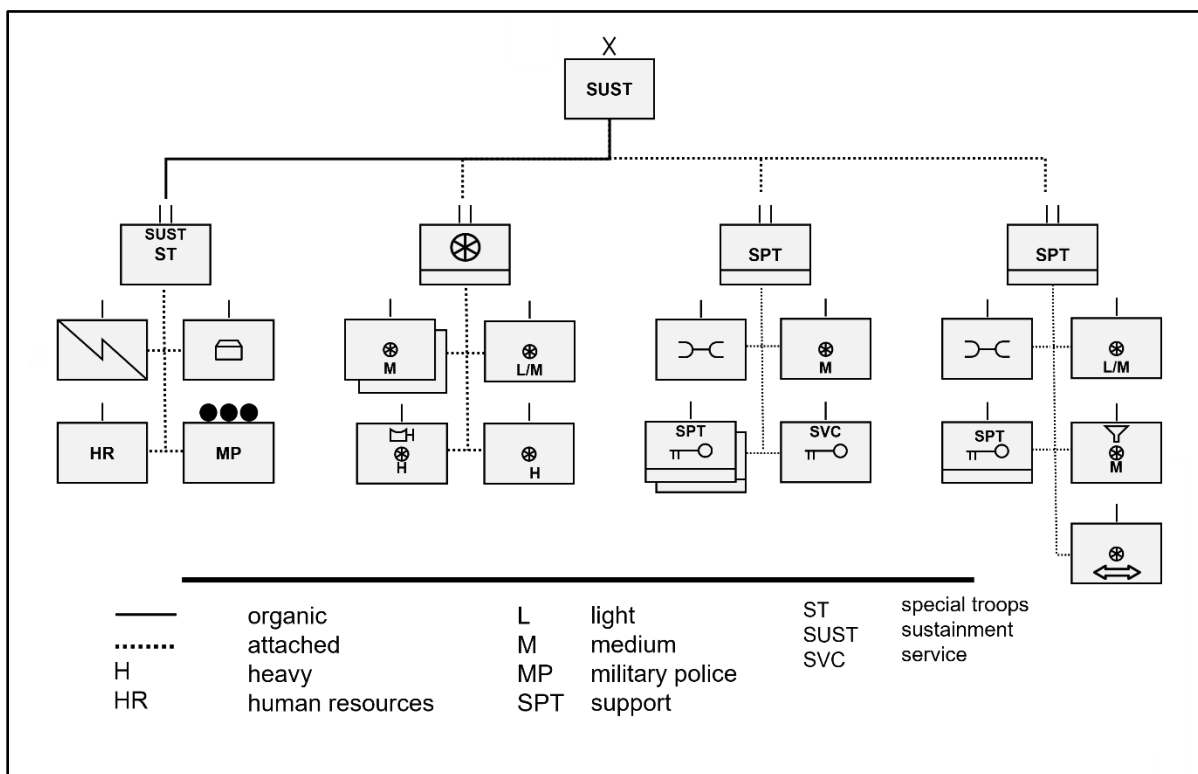 X
SUST
SUST
ST
SPT
SPT
M
L/M
M
L/M
HR
MP
H
H
H
SPT
SVC
SPT
M
organic
attached
H heavy
HR human resources
L light
M medium
MP military police
SPT support
ST special troops
SUST sustainment
SVC service